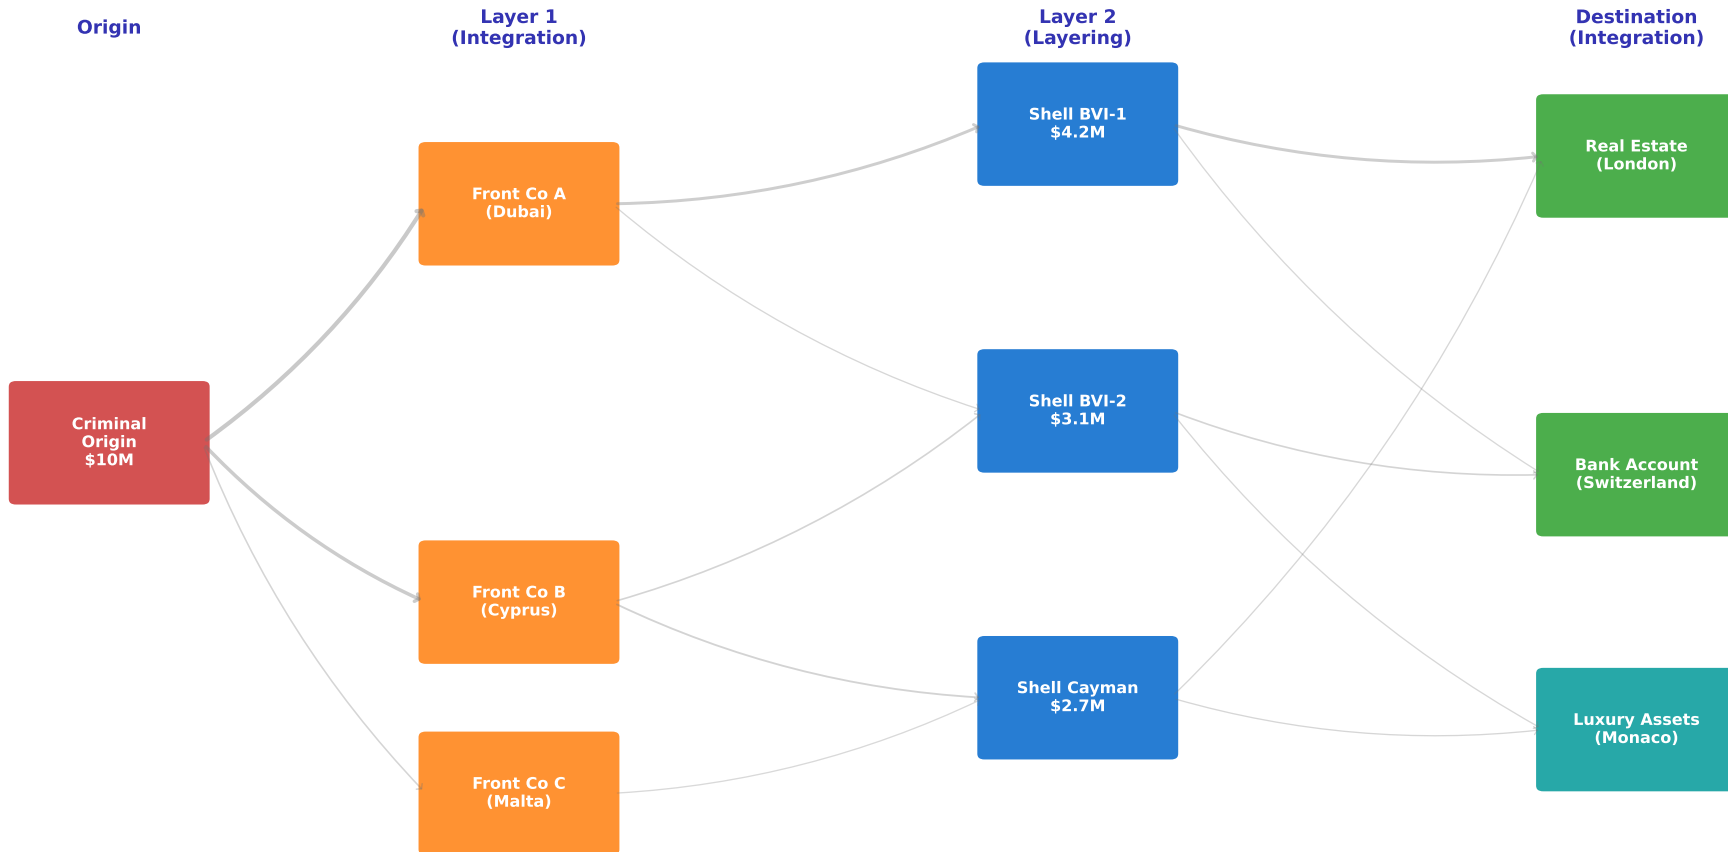 Origin
Layer 1
(Integration)
Layer 2
(Layering)
Destination
(Integration)
Criminal
Origin
$10M
Front Co A
(Dubai)
Front Co B
(Cyprus)
Front Co C
(Malta)
Shell BVI-1
$4.2M
Shell BVI-2
$3.1M
Shell Cayman
$2.7M
Real Estate
(London)
Bank Account
(Switzerland)
Luxury Assets
(Monaco)